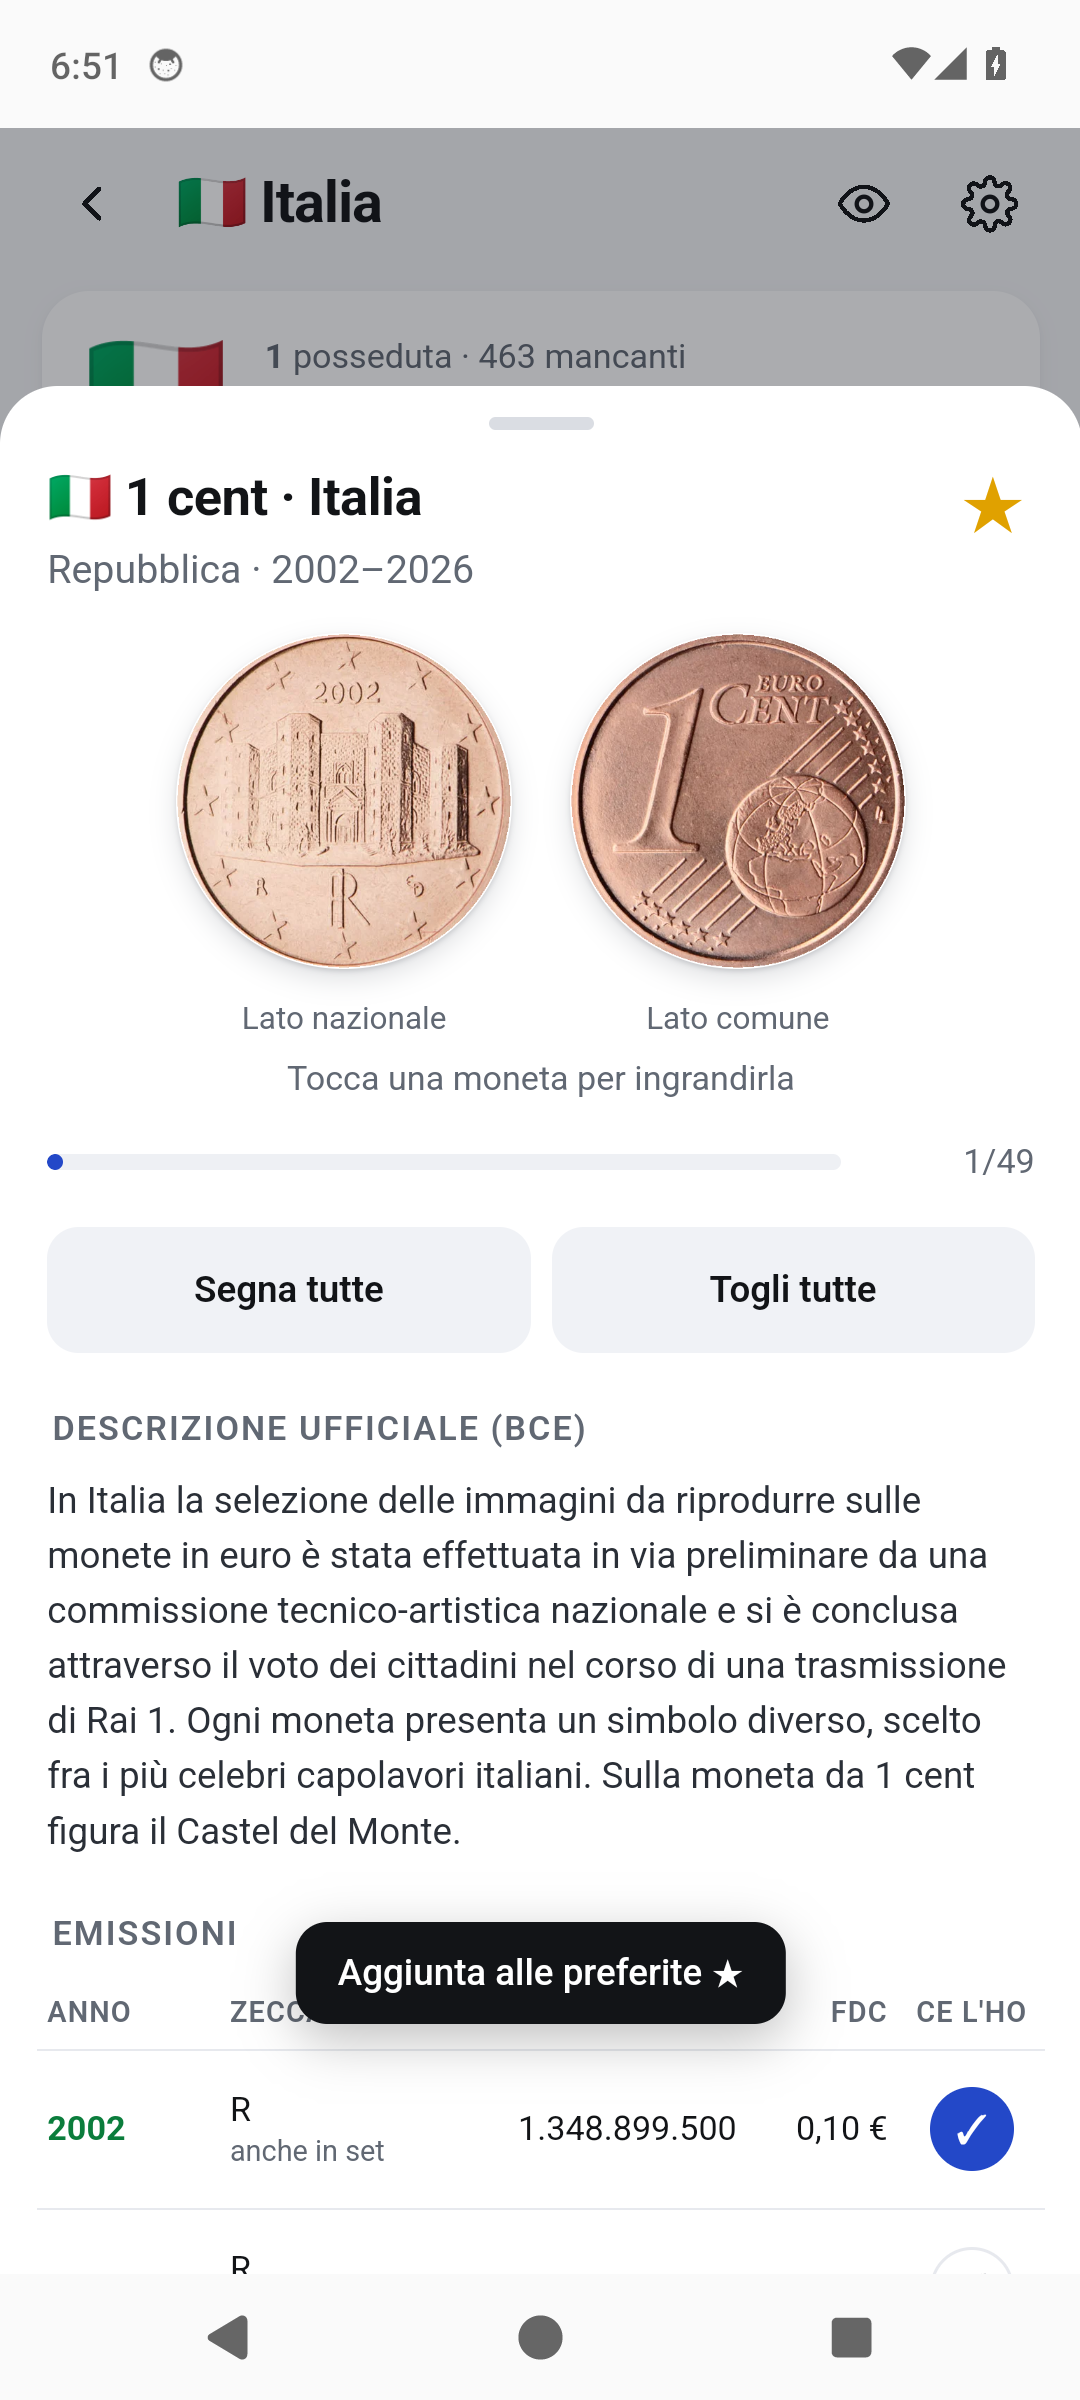 6:51
🇮🇹 Italia
1 posseduta · 463 mancanti
🇮🇹 1 cent · Italia
★
Repubblica · 2002–2026
2002
R
RI
1
EURO
CENT
Lato nazionale
Lato comune
Tocca una moneta per ingrandirla
1/49
Segna tutte
Togli tutte
DESCRIZIONE UFFICIALE (BCE)
In Italia la selezione delle immagini da riprodurre sulle
monete in euro è stata effettuata in via preliminare da una
commissione tecnico-artistica nazionale e si è conclusa
attraverso il voto dei cittadini nel corso di una trasmissione
di Rai 1. Ogni moneta presenta un simbolo diverso, scelto
fra i più celebri capolavori italiani. Sulla moneta da 1 cent
figura il Castel del Monte.
EMISSIONI
Aggiunta alle preferite ★
ANNO ZECC FDC CE L'HO
2002 R 1.348.899.500 0,10 € ✓
anche in set
R